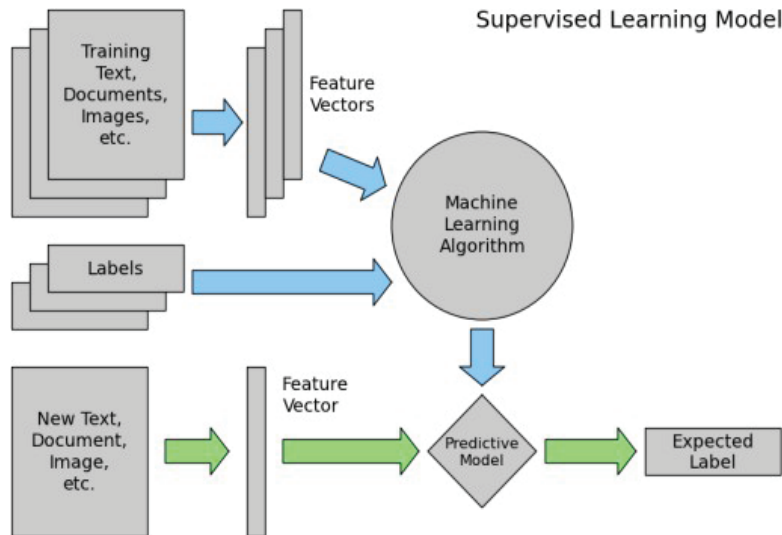 Supervised Learning Model
Training
Text,
Documents,
Images,
etc.
Feature
Vectors
Machine
Learning
Algorithm
Labels
New Text,
Document,
Image,
etc.
Feature
Vector
Predictive
Model
Expected
Label